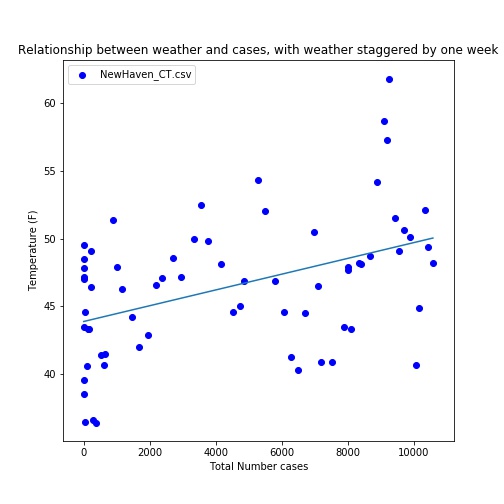 Relationship between weather and cases, with weather staggered by one week
NewHaven_CT.csv
Temperature (F)
60
55
50
45
40
0 2000 4000 6000 8000 10000
Total Number cases